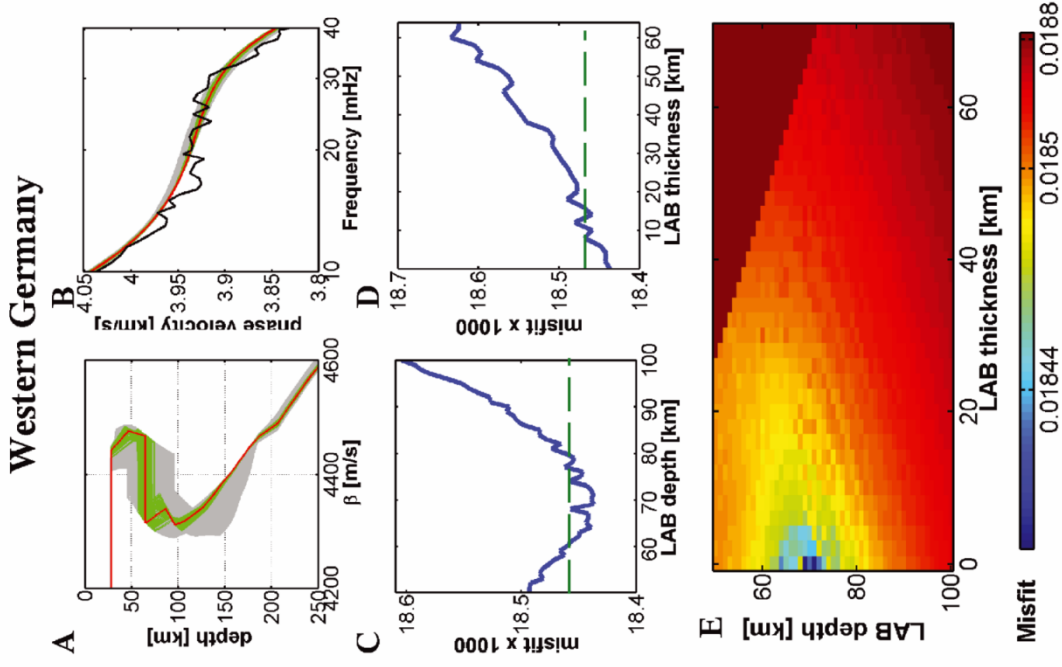 Western Germany
A
depth [km]
0
50
100
150
200
250
4200
4400
4600
β [m/s]
B
phase velocity [km/s]
4.05
4
3.95
3.9
3.85
3.8
10
20
30
40
Frequency [mHz]
C
misfit x 1000
18.6
18.5
18.4
60
70
80
90
100
LAB depth [km]
D
misfit x 1000
18.7
18.6
18.5
18.4
10
20
30
40
50
60
LAB thickness [km]
E
LAB depth [km]
60
80
100
0
20
40
60
LAB thickness [km]
Misfit
0.01844
0.0185
0.0188